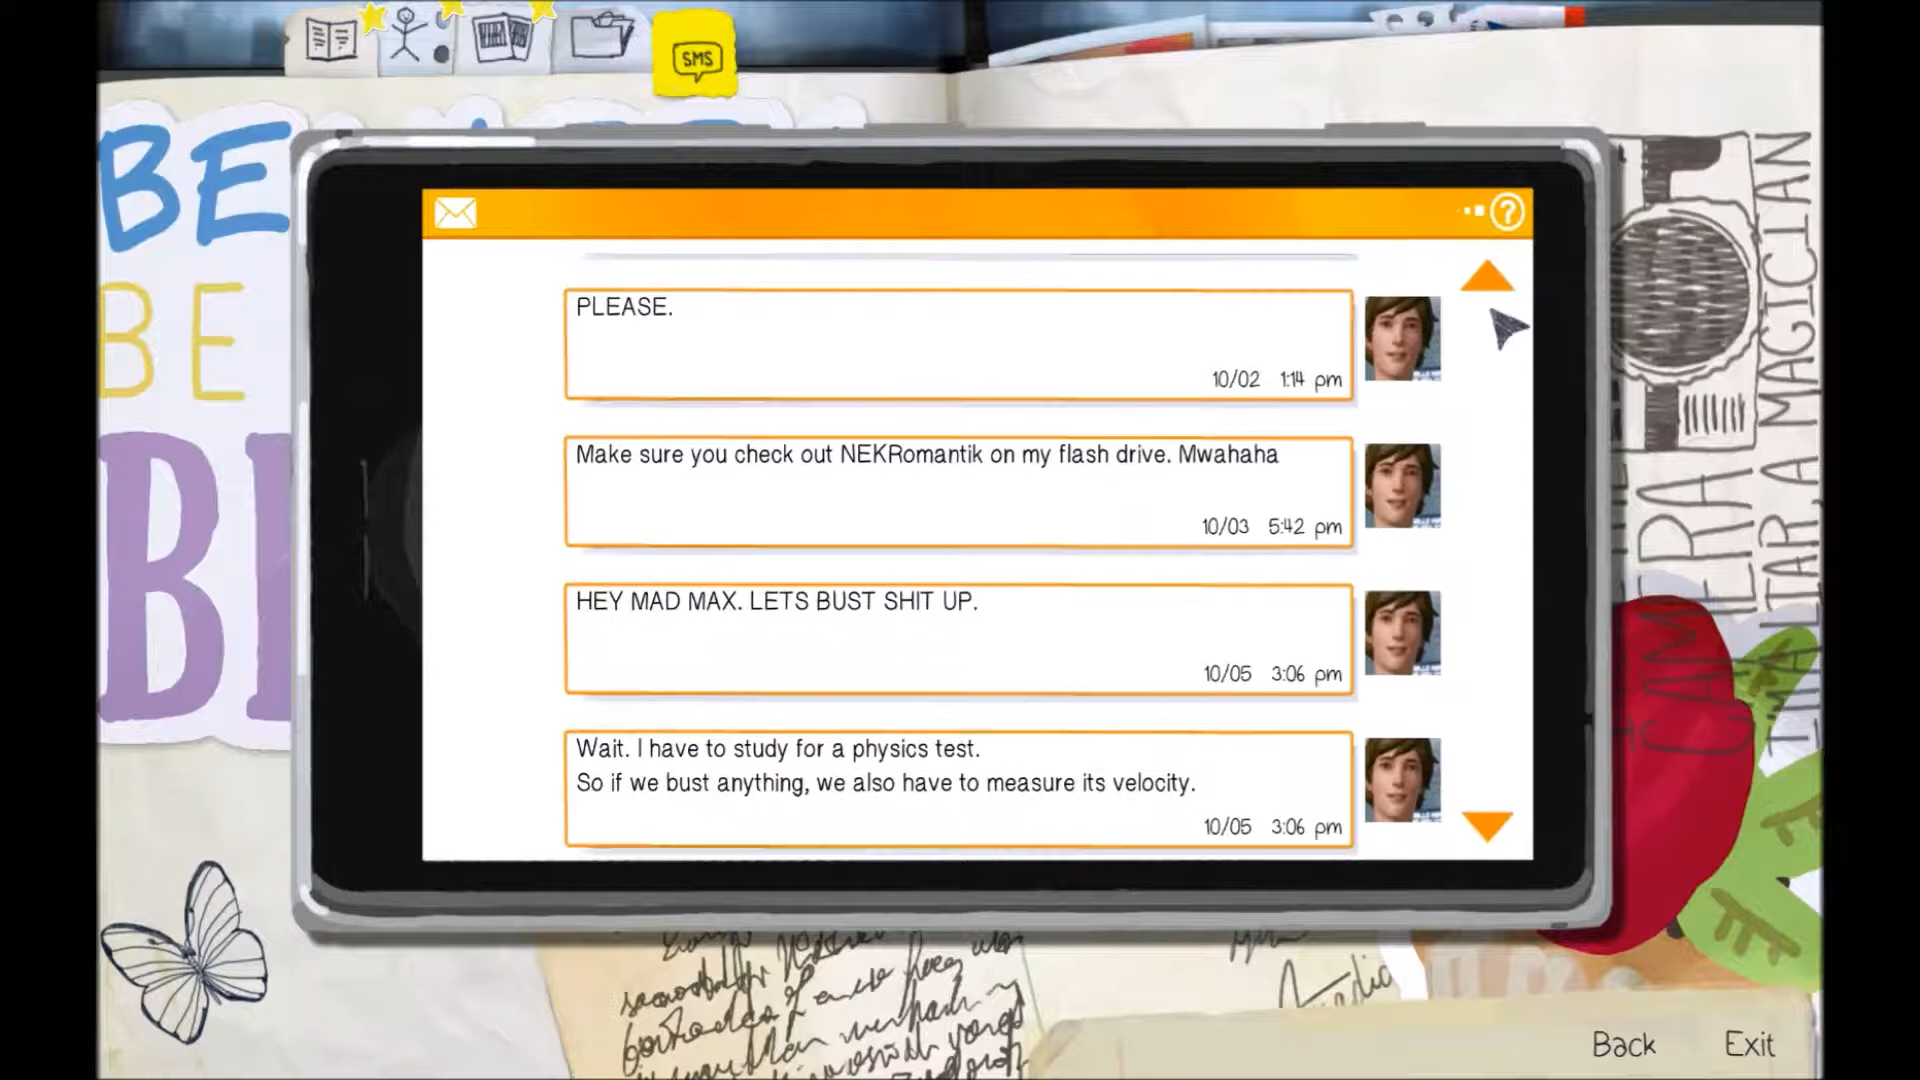 SMS
BE
BE
PLEASE.
10/02 1:14 pm
Make sure you check out NEKRomantik on my flash drive. Mwahaha
10/03 5:42 pm
HEY MAD MAX. LETS BUST SHIT UP.
10/05 3:06 pm
Wait. I have to study for a physics test.
So if we bust anything, we also have to measure its velocity.
10/05 3:06 pm
A MAGICIAN
Back
Exit